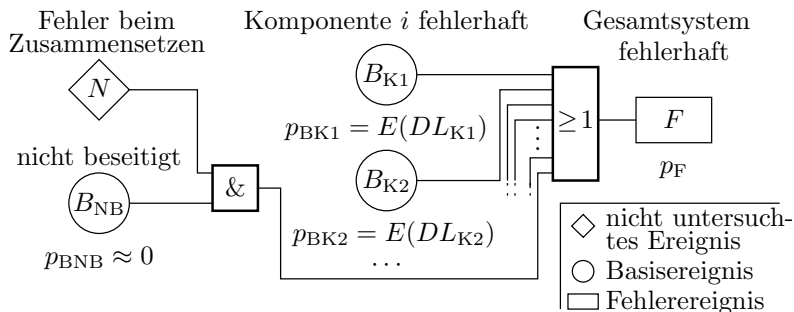 Fehler beim
Zusammensetzen
N
nicht beseitigt
B_NB
p_BNB ≈ 0
&
Komponente i fehlerhaft
B_K1
p_BK1 = E(DL_K1)
B_K2
p_BK2 = E(DL_K2)
...
≥1
Gesamtsystem
fehlerhaft
F
p_F
nicht untersuch-
tes Ereignis
Basisereignis
Fehlerereignis